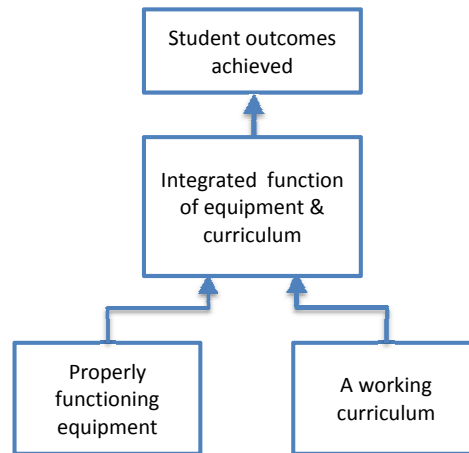 Student outcomes
achieved
Integrated function
of equipment &
curriculum
Properly
functioning
equipment
A working
curriculum